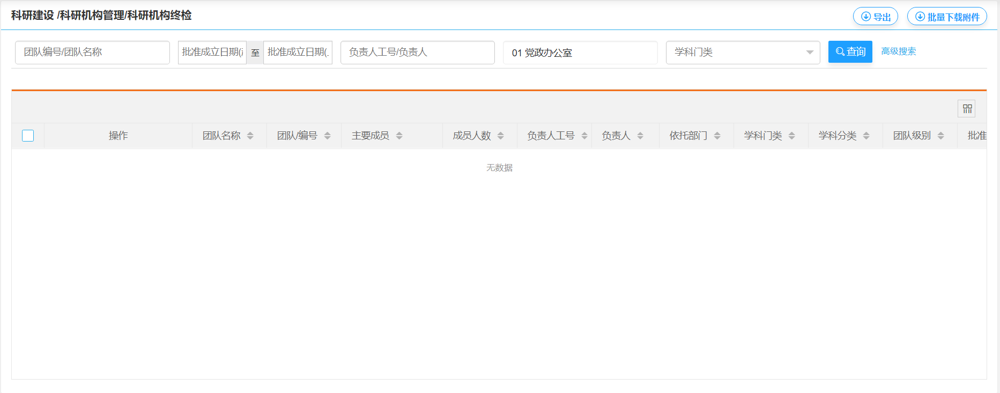 科研建设 /科研机构管理/科研机构终检
导出 批量下载附件
团队编号/团队名称 批准成立日期( 至 批准成立日期(. 负责人工号/负责人 01 党政办公室 学科门类 查询 高级搜索
操作 团队名称 团队/编号 主要成员 成员人数 负责人工号 负责人 依托部门 学科门类 学科分类 团队级别 批准
无数据